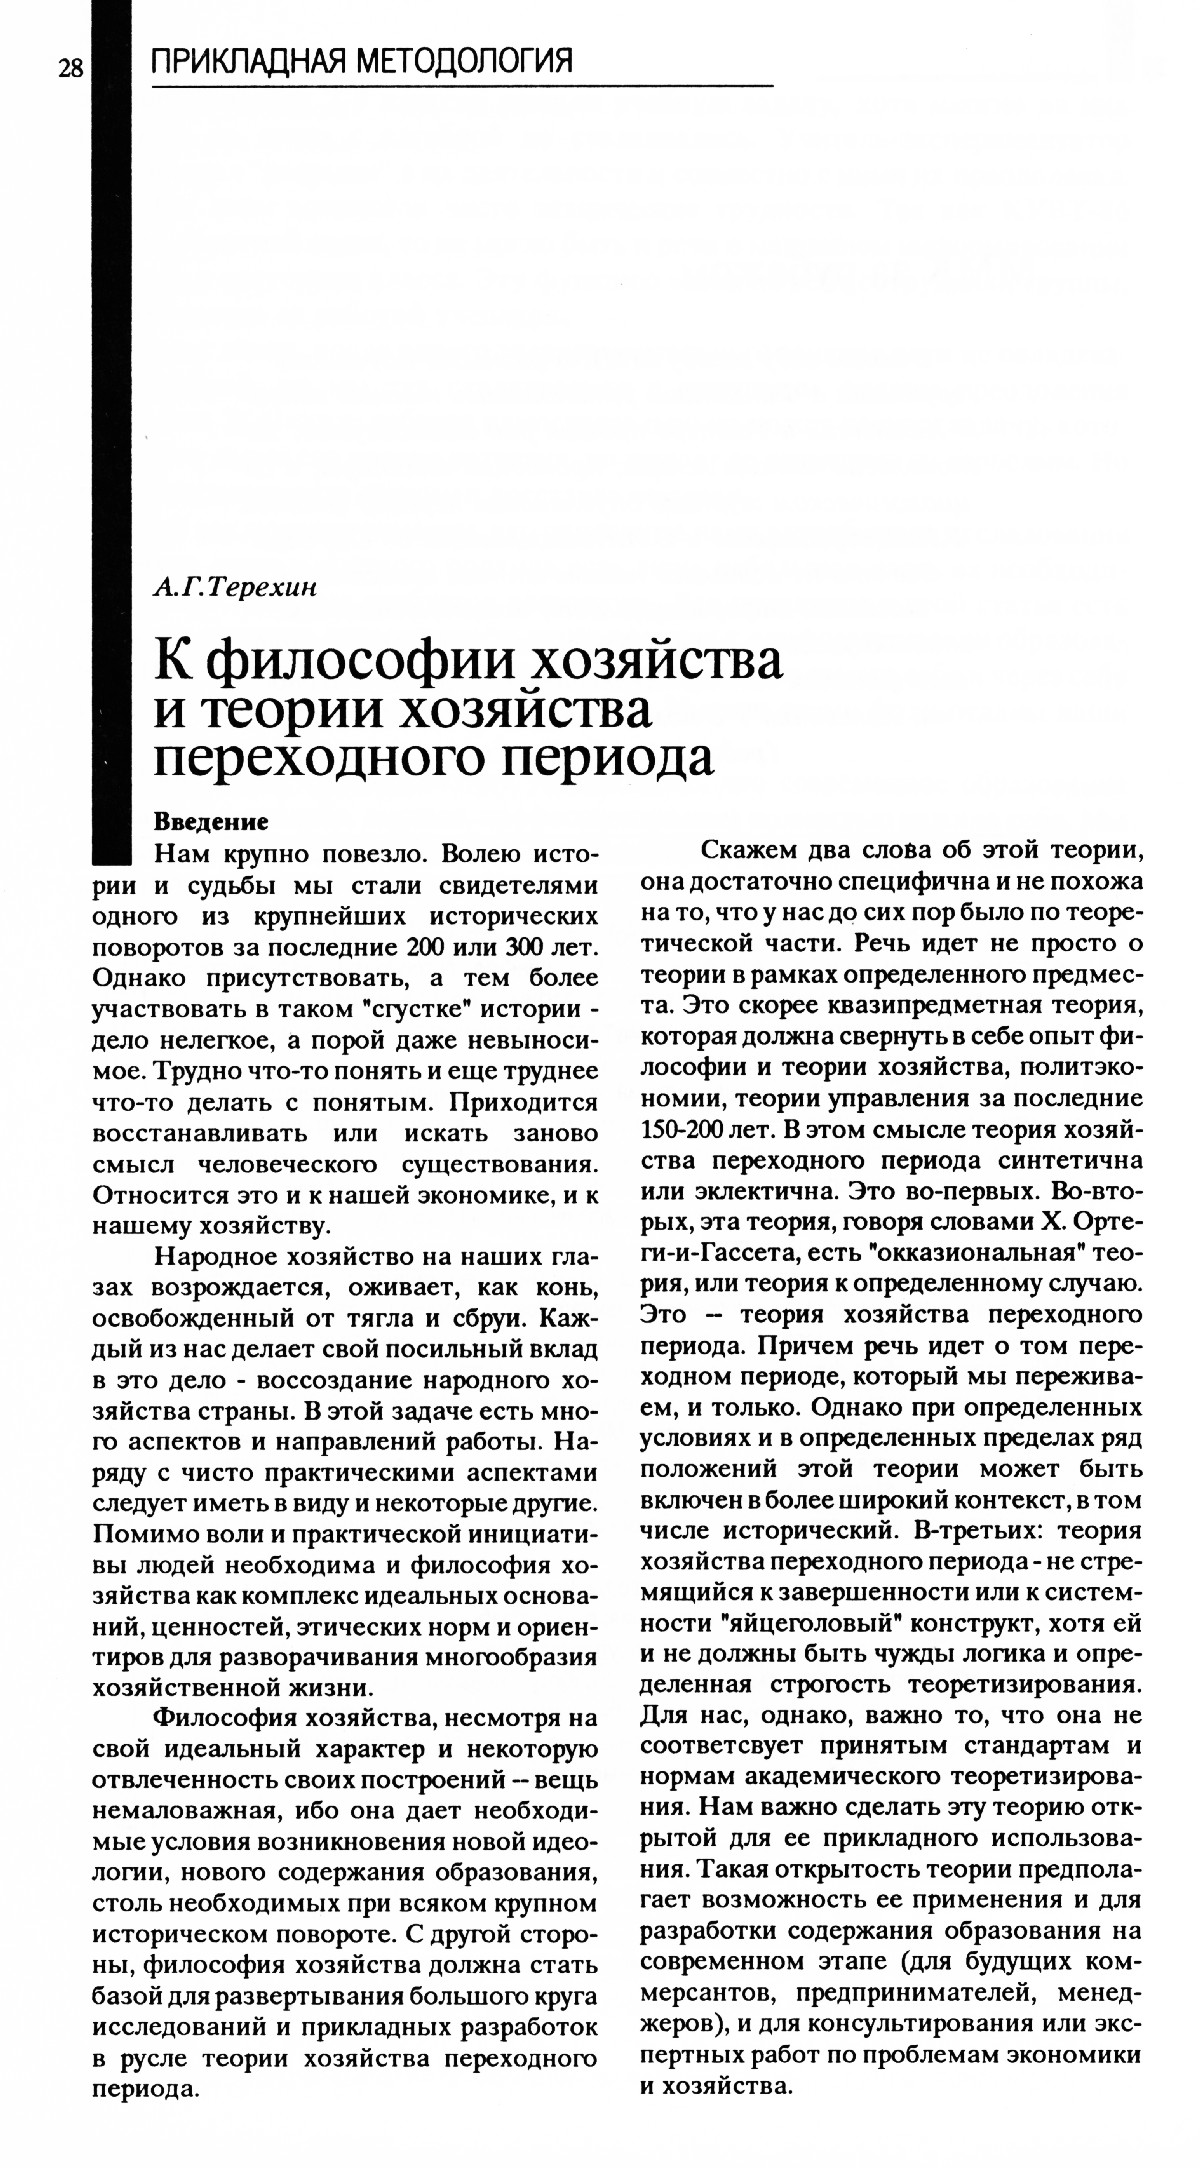 28
ПРИКЛАДНАЯ МЕТОДОЛОГИЯ
А.Г.Терехин
К философии хозяйства
и теории хозяйства
переходного периода
Введение
Нам крупно повезло. Волею исто-
рии и судьбы мы стали свидетелями
одного из крупнейших исторических
поворотов за последние 200 или 300 лет.
Однако присутствовать, а тем более
участвовать в таком "сгустке" истории -
дело нелегкое, а порой даже невыноси-
мое. Трудно что-то понять и еще труднее
что-то делать с понятым. Приходится
восстанавливать или искать заново
смысл человеческого существования.
Относится это и к нашей экономике, и к
нашему хозяйству.
Народное хозяйство на наших гла-
зах возрождается, оживает, как конь,
освобожденный от тягла и сбруи. Каж-
дый из нас делает свой посильный вклад
в это дело - воссоздание народного хо-
зяйства страны. В этой задаче есть мно-
го аспектов и направлений работы. На-
ряду с чисто практическими аспектами
следует иметь в виду и некоторые другие.
Помимо воли и практической инициати-
вы людей необходима и философия хо-
зяйства как комплекс идеальных основа-
ний, ценностей, этических норм и ориен-
тиров для разворачивания многообразия
хозяйственной жизни.
Философия хозяйства, несмотря на
свой идеальный характер и некоторую
отвлеченность своих построений – вещь
немаловажная, ибо она дает необходи-
мые условия возникновения новой идео-
логии, нового содержания образования,
столь необходимых при всяком крупном
историческом повороте. С другой сторо-
ны, философия хозяйства должна стать
базой для развертывания большого круга
исследований и прикладных разработок
в русле теории хозяйства переходного
периода.
Скажем два слова об этой теории,
она достаточно специфична и не похожа
на то, что у нас до сих пор было по теоре-
тической части. Речь идет не просто о
теории в рамках определенного предмес-
та. Это скорее квазипредметная теория,
которая должна свернуть в себе опыт фи-
лософии и теории хозяйства, политэко-
номии, теории управления за последние
150-200 лет. В этом смысле теория хозяй-
ства переходного периода синтетична
или эклектична. Это во-первых. Во-вто-
рых, эта теория, говоря словами Х. Орте-
ги-и-Гассета, есть "окказиональная" тео-
рия, или теория к определенному случаю.
Это – теория хозяйства переходного
периода. Причем речь идет о том пере-
ходном периоде, который мы пережива-
ем, и только. Однако при определенных
условиях и в определенных пределах ряд
положений этой теории может быть
включен в более широкий контекст, в том
числе исторический. В-третьих: теория
хозяйства переходного периода - не стре-
мящийся к завершенности или к систем-
ности "яйцеголовый" конструкт, хотя ей
и не должны быть чужды логика и опре-
деленная строгость теоретизирования.
Для нас, однако, важно то, что она не
соответсвует принятым стандартам и
нормам академического теоретизирова-
ния. Нам важно сделать эту теорию отк-
рытой для ее прикладного использова-
ния. Такая открытость теории предпола-
гает возможность ее применения и для
разработки содержания образования на
современном этапе (для будущих ком-
мерсантов, предпринимателей, менед-
жеров), и для консультирования или экс-
пертных работ по проблемам экономики
и хозяйства.